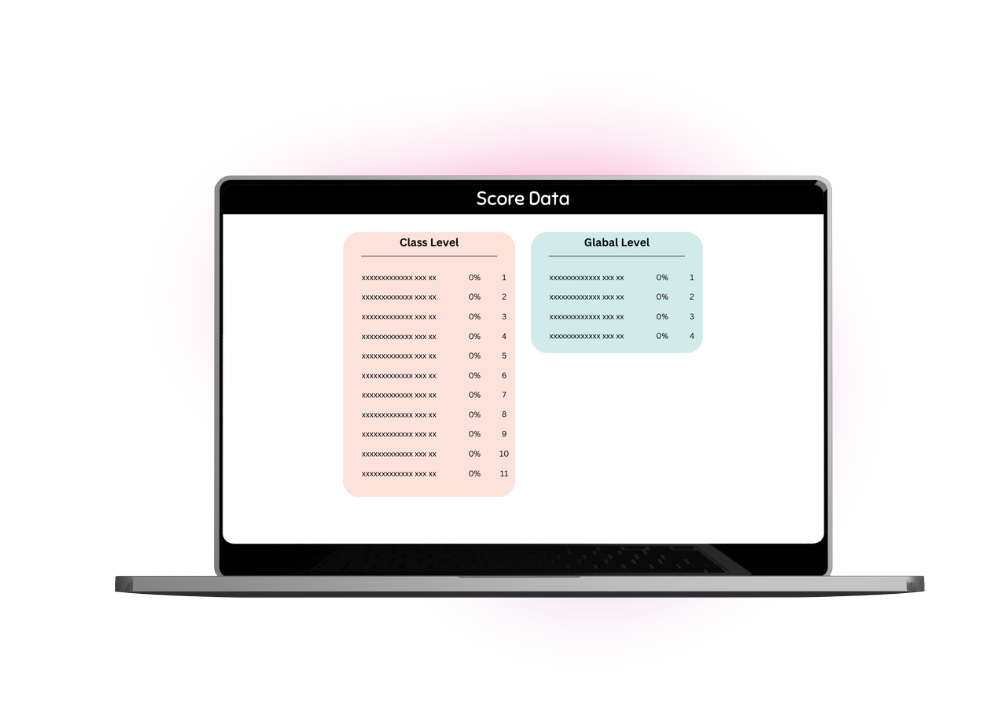 Score Data
Class Level
xxxxxxxxxxxxx xxx xx 0% 1
xxxxxxxxxxxxx xxx xx 0% 2
xxxxxxxxxxxxx xxx xx 0% 3
xxxxxxxxxxxxx xxx xx 0% 4
xxxxxxxxxxxxx xxx xx 0% 5
xxxxxxxxxxxxx xxx xx 0% 6
xxxxxxxxxxxxx xxx xx 0% 7
xxxxxxxxxxxxx xxx xx 0% 8
xxxxxxxxxxxxx xxx xx 0% 9
xxxxxxxxxxxxx xxx xx 0% 10
xxxxxxxxxxxxx xxx xx 0% 11
Glabal Level
xxxxxxxxxxxxx xxx xx 0% 1
xxxxxxxxxxxxx xxx xx 0% 2
xxxxxxxxxxxxx xxx xx 0% 3
xxxxxxxxxxxxx xxx xx 0% 4